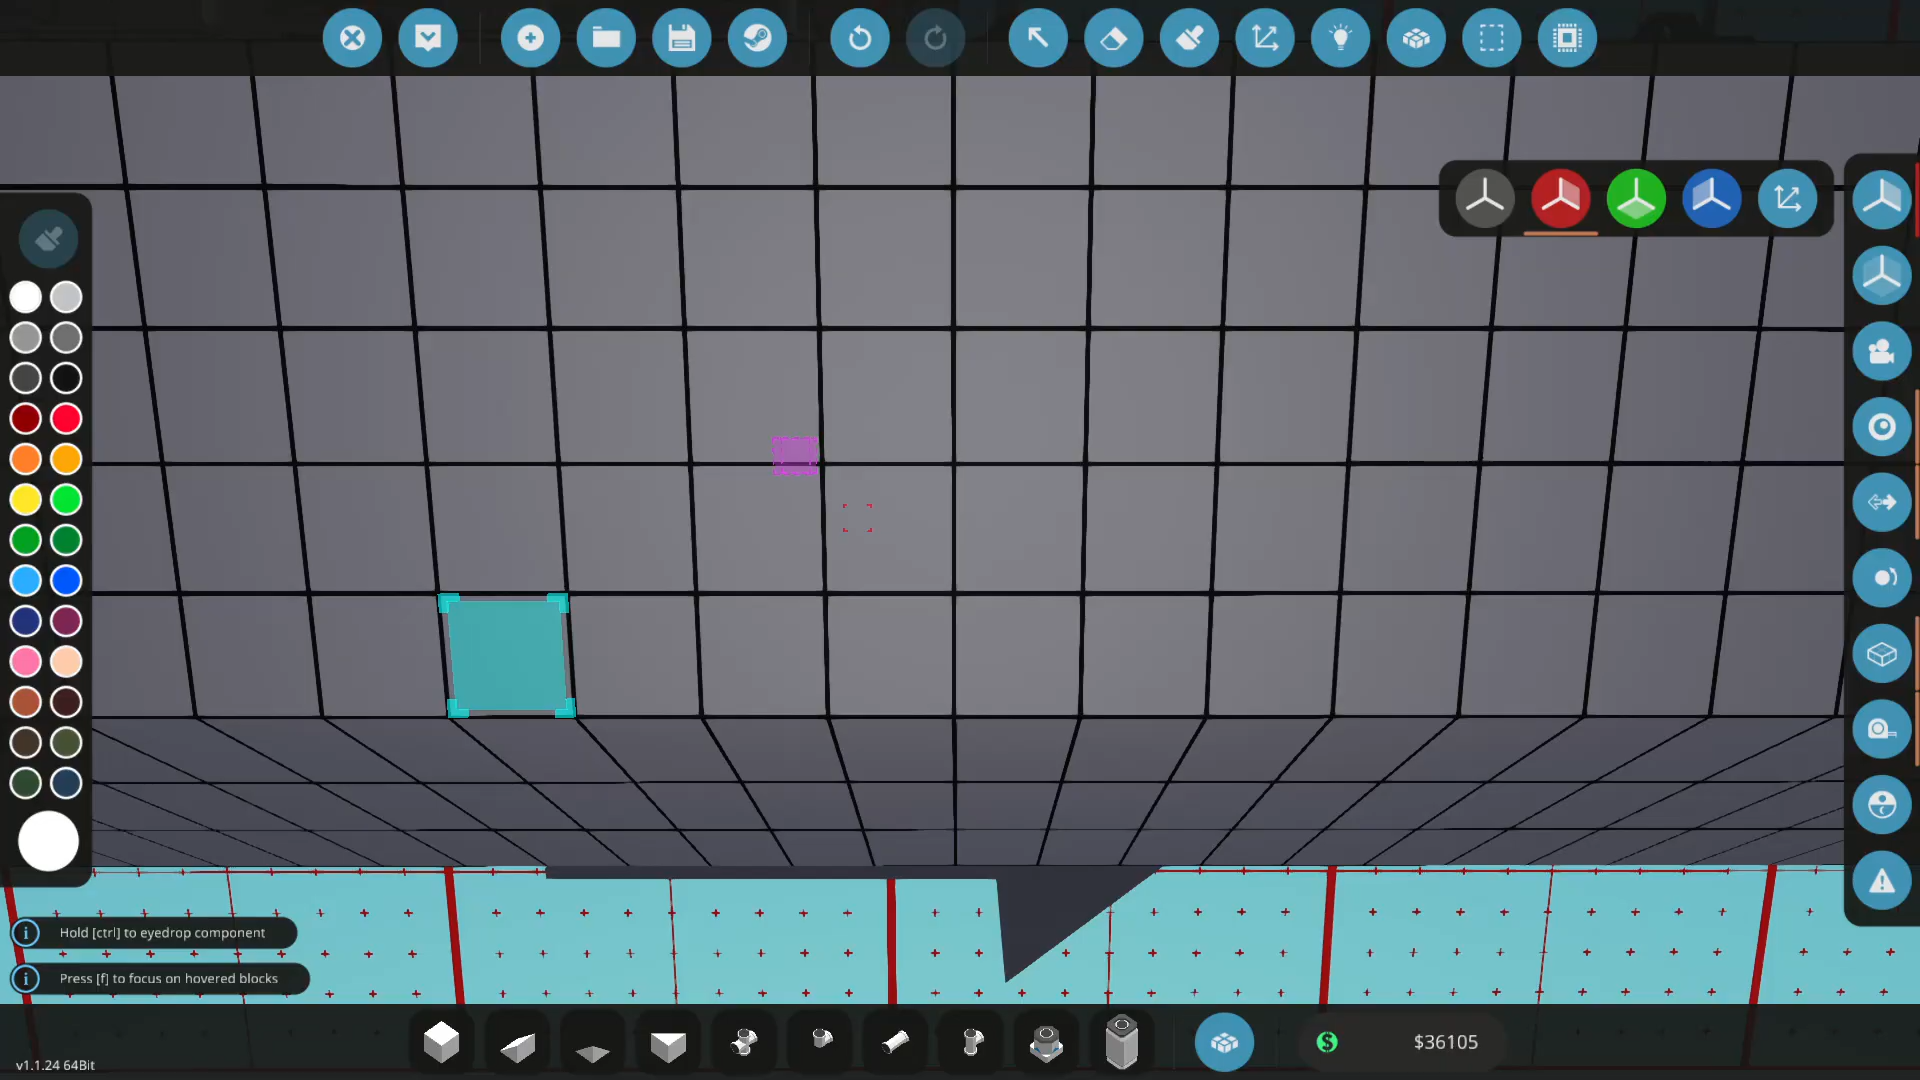 Hold [ctrl] to eyedrop component
Press [f] to focus on hovered blocks
$ $36105
v1.1.24 64Bit